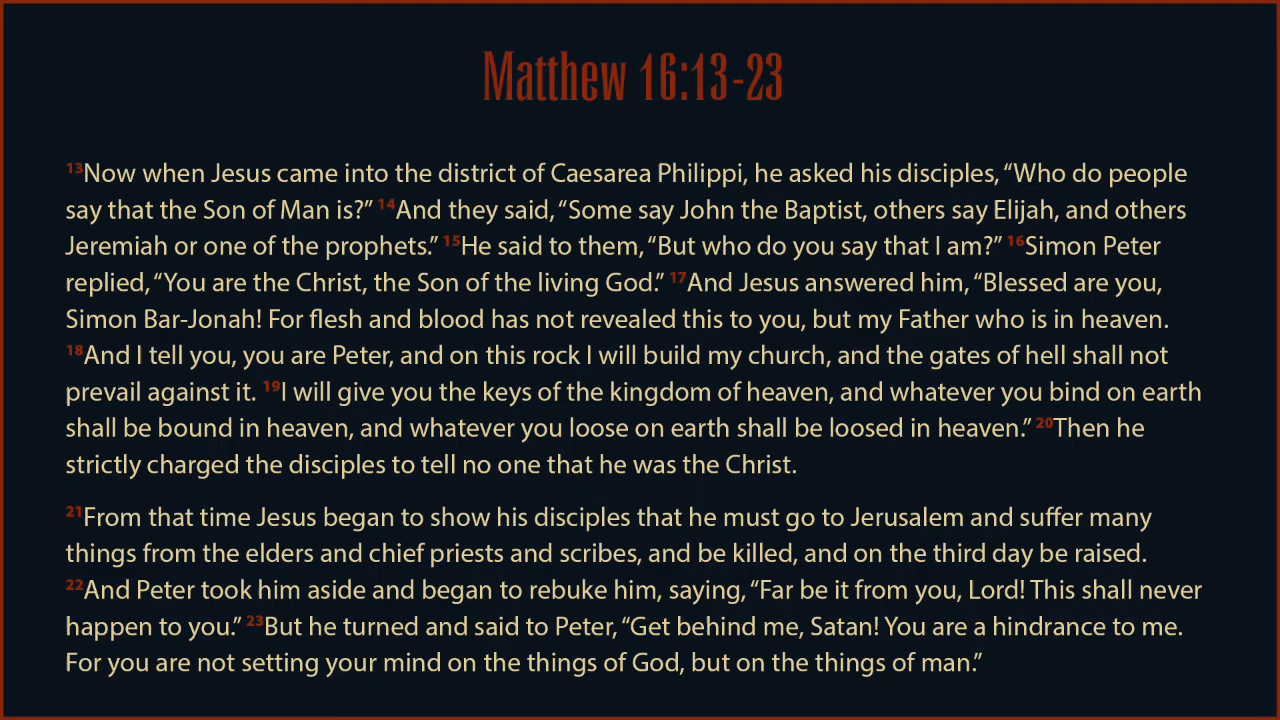 Matthew 16:13-23
13Now when Jesus came into the district of Caesarea Philippi, he asked his disciples, “Who do people
say that the Son of Man is?” 14And they said, “Some say John the Baptist, others say Elijah, and others
Jeremiah or one of the prophets.” 15He said to them, “But who do you say that I am?” 16Simon Peter
replied, “You are the Christ, the Son of the living God.” 17And Jesus answered him, “Blessed are you,
Simon Bar-Jonah! For flesh and blood has not revealed this to you, but my Father who is in heaven.
18And I tell you, you are Peter, and on this rock I will build my church, and the gates of hell shall not
prevail against it. 19I will give you the keys of the kingdom of heaven, and whatever you bind on earth
shall be bound in heaven, and whatever you loose on earth shall be loosed in heaven.” 20Then he
strictly charged the disciples to tell no one that he was the Christ.
21From that time Jesus began to show his disciples that he must go to Jerusalem and suffer many
things from the elders and chief priests and scribes, and be killed, and on the third day be raised.
22And Peter took him aside and began to rebuke him, saying, “Far be it from you, Lord! This shall never
happen to you.” 23But he turned and said to Peter, “Get behind me, Satan! You are a hindrance to me.
For you are not setting your mind on the things of God, but on the things of man.”